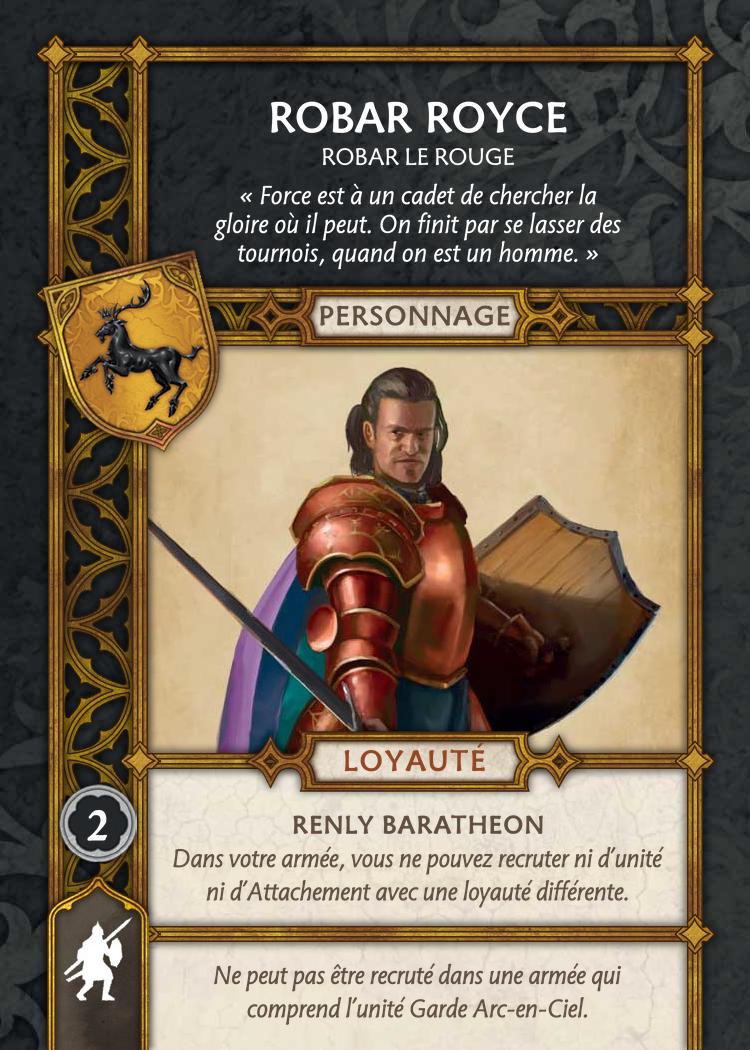 ROBAR ROYCE
ROBAR LE ROUGE
« Force est à un cadet de chercher la
gloire où il peut. On finit par se lasser des
tournois, quand on est un homme. »
PERSONNAGE
LOYAUTÉ
2
RENLY BARATHEON
Dans votre armée, vous ne pouvez recruter ni d'unité
ni d'Attachement avec une loyauté différente.
Ne peut pas être recruté dans une armée qui
comprend l'unité Garde Arc-en-Ciel.